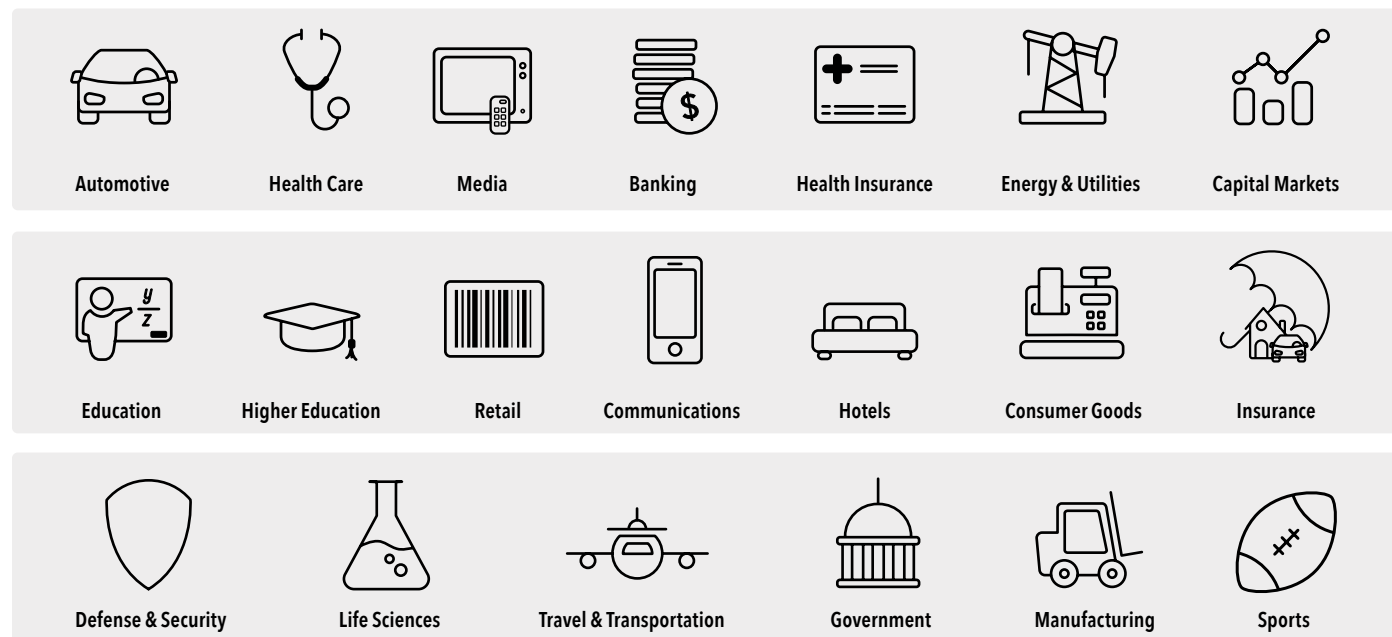 $
Automotive
Health Care
Media
Banking
Health Insurance
Energy & Utilities
Capital Markets
y
z
Education
Higher Education
Retail
Communications
Hotels
Consumer Goods
Insurance
Defense & Security
Life Sciences
Travel & Transportation
Government
Manufacturing
Sports